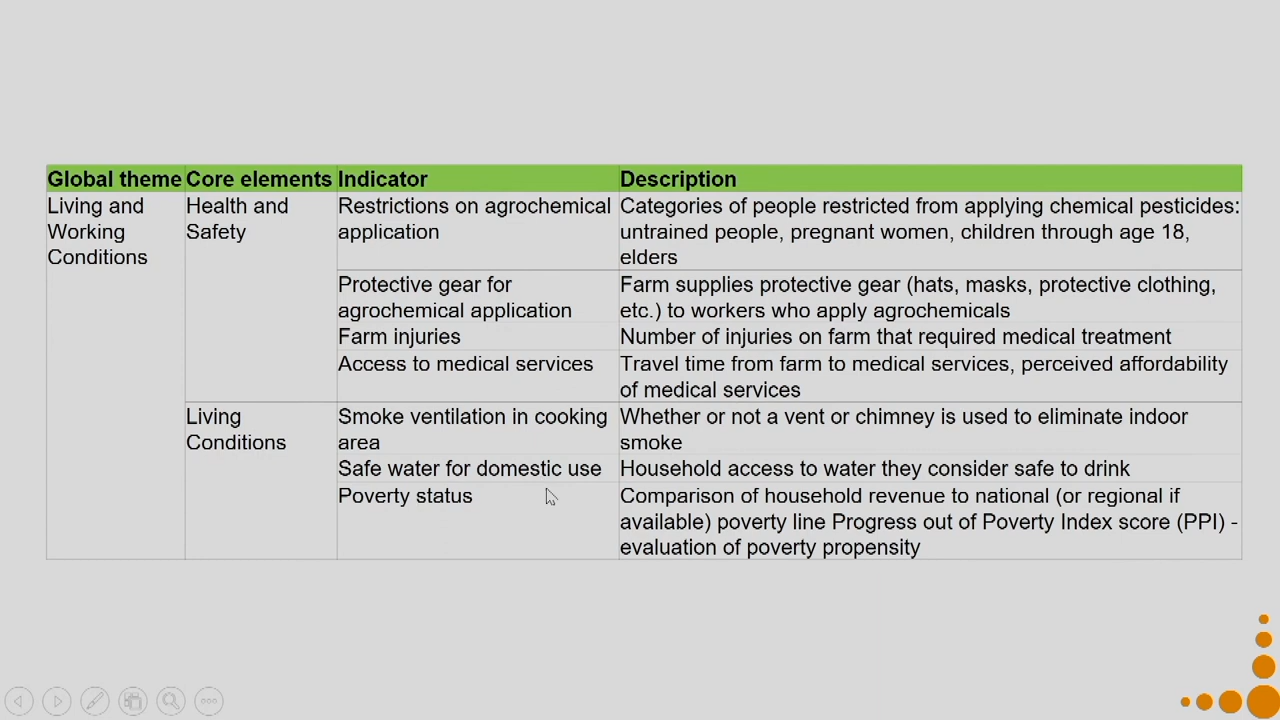 Global theme Core elements Indicator Description
Living and Working Conditions
Health and Safety
Restrictions on agrochemical application
Categories of people restricted from applying chemical pesticides: untrained people, pregnant women, children through age 18, elders
Protective gear for agrochemical application
Farm supplies protective gear (hats, masks, protective clothing, etc.) to workers who apply agrochemicals
Farm injuries
Number of injuries on farm that required medical treatment
Access to medical services
Travel time from farm to medical services, perceived affordability of medical services
Living Conditions
Smoke ventilation in cooking area
Whether or not a vent or chimney is used to eliminate indoor smoke
Safe water for domestic use
Household access to water they consider safe to drink
Poverty status
Comparison of household revenue to national (or regional if available) poverty line Progress out of Poverty Index score (PPI) - evaluation of poverty propensity